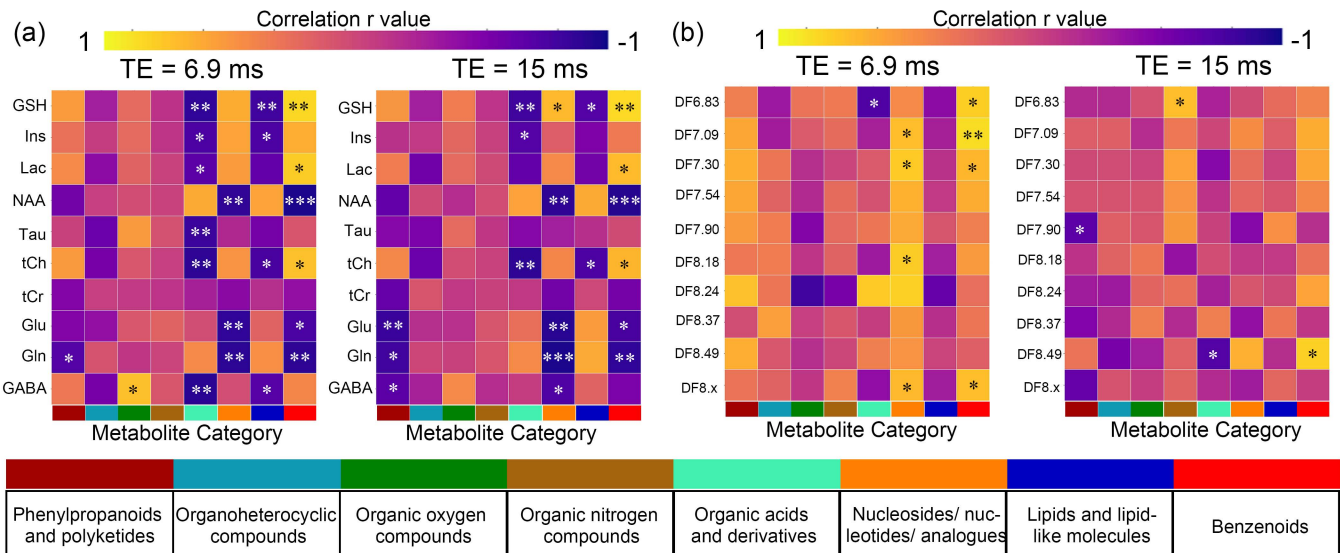 (a)
Correlation r value
1
-1
TE = 6.9 ms
TE = 15 ms
GSH ** ** **
Ins * *
Lac * *
NAA ** ***
Tau **
tCh ** * *
tCr
Glu ** *
Gln * ** **
GABA * ** *
Metabolite Category
GSH ** * * **
Ins *
Lac *
NAA ** ***
Tau
tCh ** * *
tCr
Glu ** ** *
Gln * *** **
GABA * *
Metabolite Category
(b)
Correlation r value
1
-1
TE = 6.9 ms
TE = 15 ms
DF6.83 * *
DF7.09 * **
DF7.30 * *
DF7.54
DF7.90
DF8.18 *
DF8.24
DF8.37
DF8.49
DF8.x * *
Metabolite Category
DF6.83 *
DF7.09
DF7.30
DF7.54
DF7.90 *
DF8.18
DF8.24
DF8.37
DF8.49 * *
DF8.x
Metabolite Category
Phenylpropanoids
and polyketides
Organoheterocyclic
compounds
Organic oxygen
compounds
Organic nitrogen
compounds
Organic acids
and derivatives
Nucleosides/ nuc-
leotides/ analogues
Lipids and lipid-
like molecules
Benzenoids